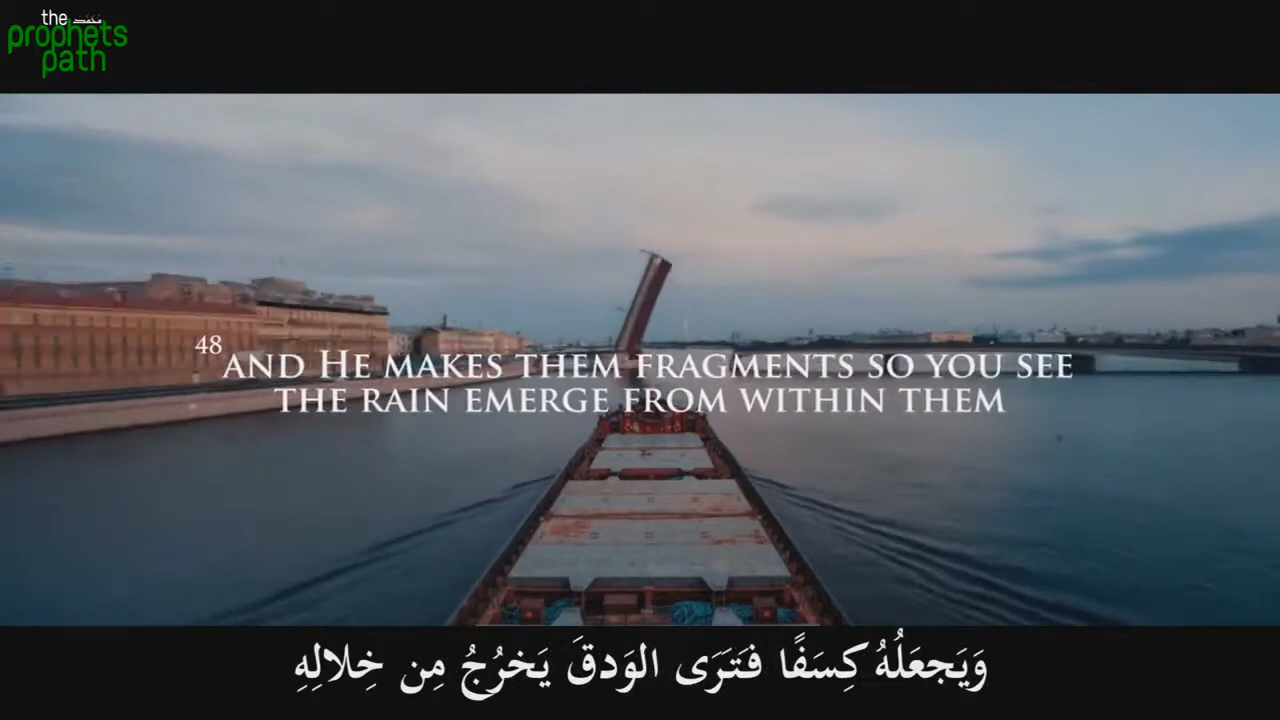 the محمد
prophets
path
48 AND HE MAKES THEM FRAGMENTS SO YOU SEE
THE RAIN EMERGE FROM WITHIN THEM
وَيَجعَلُهُ كِسَفًا فَتَرَى الوَدقَ يَخرُجُ مِن خِلالِهِ